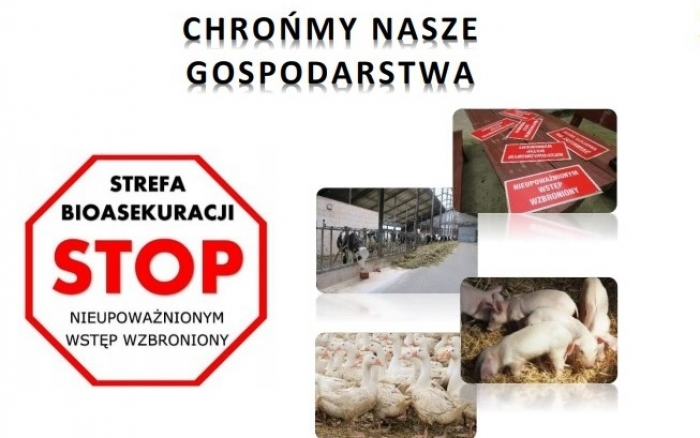 CHROŃMY NASZE
GOSPODARSTWA
STREFA
BIOASEKURACJI
STOP
NIEUPOWAŻNIONYM
WSTĘP WZBRONIONY
NIEUPOWAŻNIONYM
WSTĘP
WZBRONIONY